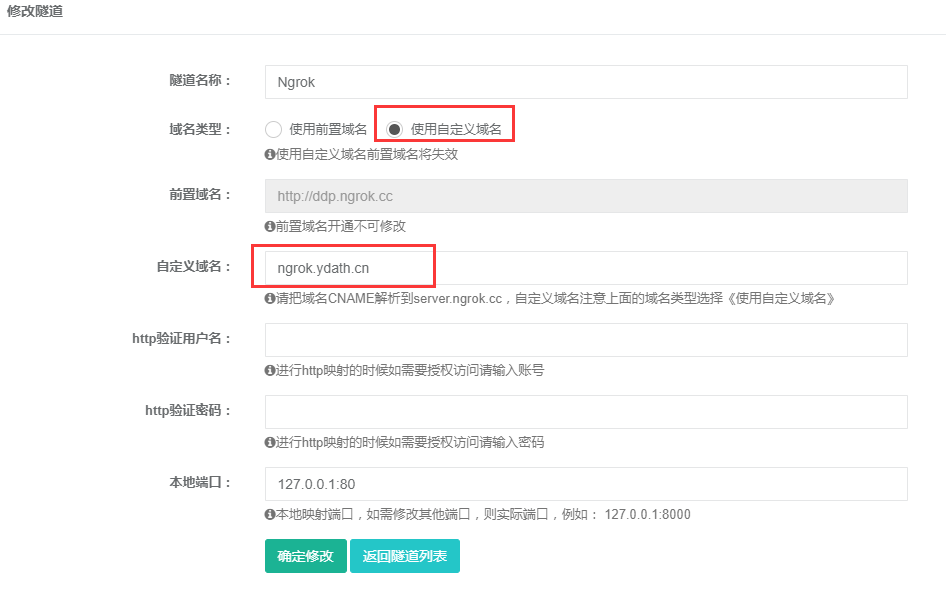 修改隧道
隧道名称： Ngrok
域名类型： 使用前置域名 使用自定义域名
使用自定义域名前置域名将失效
前置域名： http://ddp.ngrok.cc
前置域名开通不可修改
自定义域名： ngrok.ydath.cn
请把域名CNAME解析到server.ngrok.cc，自定义域名注意上面的域名类型选择《使用自定义域名》
http验证用户名：
进行http映射的时候如需要授权访问请输入账号
http验证密码：
进行http映射的时候如需要授权访问请输入密码
本地端口： 127.0.0.1:80
本地映射端口，如需修改其他端口，则实际端口，例如： 127.0.0.1:8000
确定修改 返回隧道列表